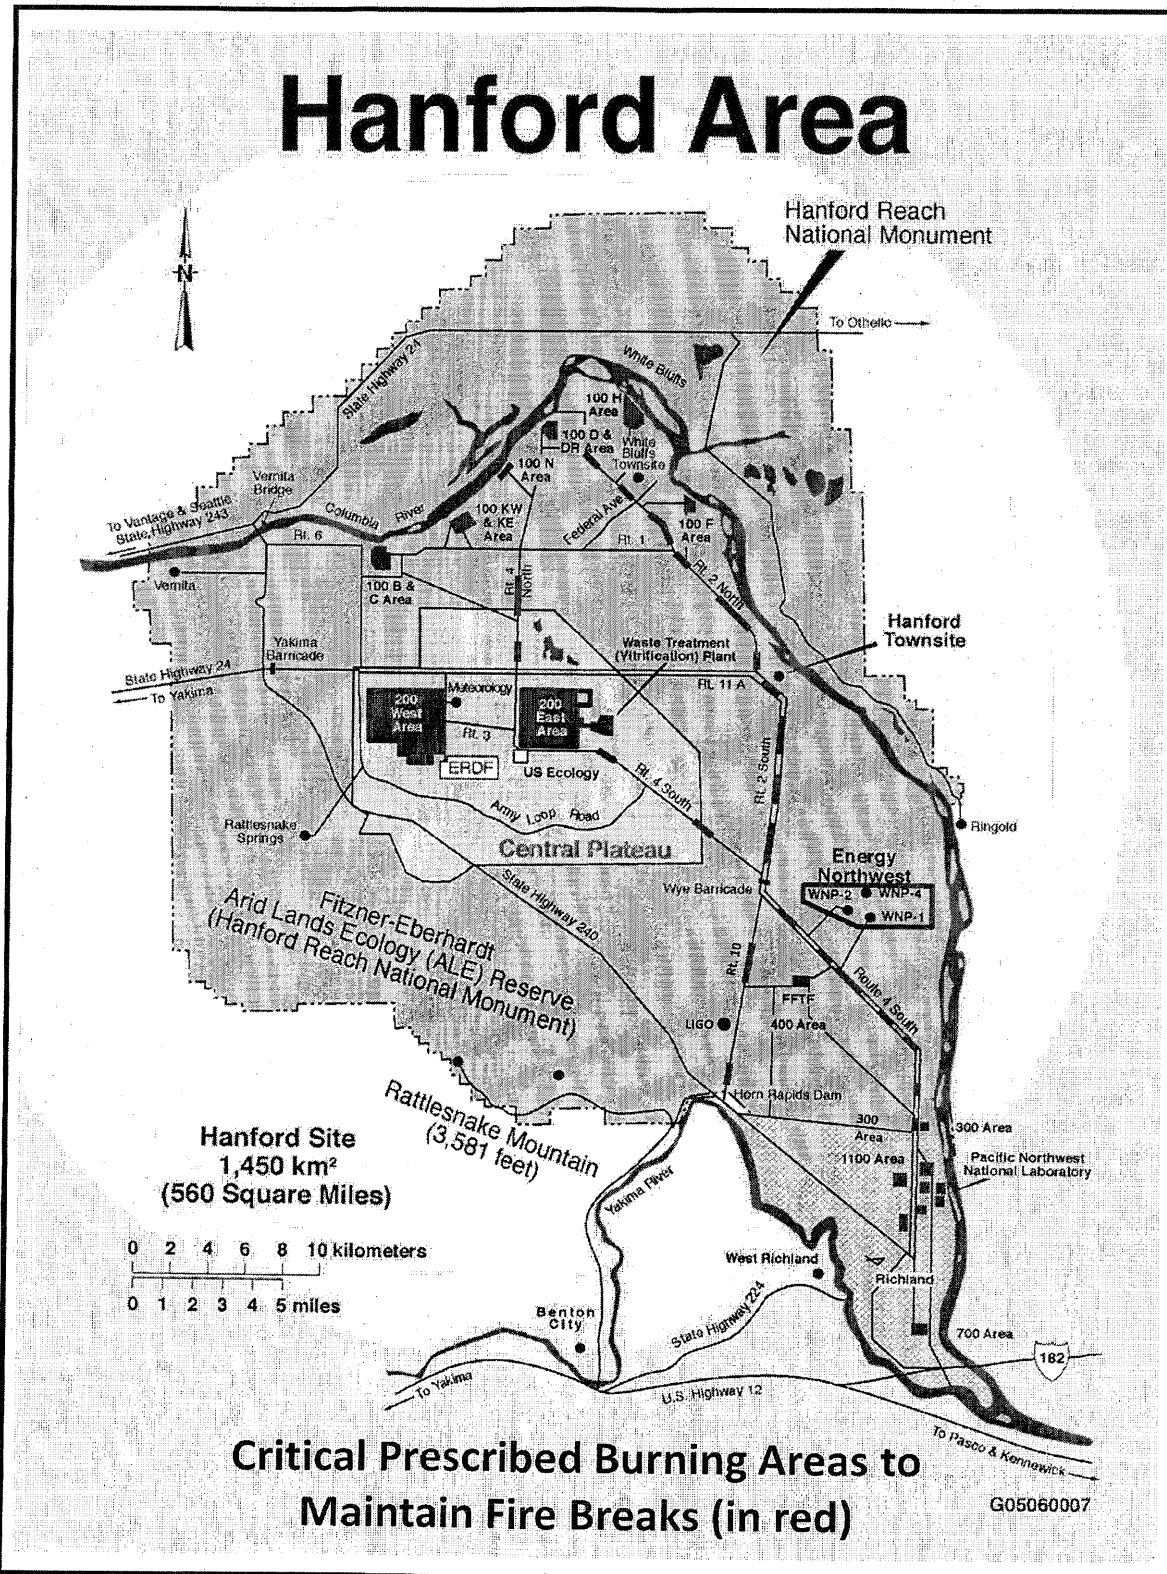 Hanford Area
Hanford Reach
National Monument
N
To Othello
State Highway 24
White Bluffs
100 H
Area
100 D &
DR Area
White
Bluffs
Townsite
100 N
Area
Vernita
Bridge
To Vantage & Seattle
State Highway 243
Columbia
River
100 KW
& KE
Area
Federal Ave
100 F
Area
Rt. 6
Rt. 1
Vernita
100 B &
C Area
Rt. 4
North
Rt. 2 North
Hanford
Townsite
Yakima
Barricade
Waste Treatment
(Vitrification) Plant
State Highway 24
To Yakima
Rt. 11 A
200
West
Area
Meteorology
200
East
Area
Rt. 3
ERDF
US Ecology
Rt. 4 South
Rt. 2 South
Army Loop Road
Rattlesnake
Springs
Ringold
Central Plateau
Energy
Northwest
WNP-2
WNP-4
WNP-1
Wye Barricade
State Highway 240
Fitzner-Eberhardt
Arid Lands Ecology (ALE) Reserve
(Hanford Reach National Monument)
Rt. 10
Route 4 South
FFTF
400 Area
LIGO
Rattlesnake Mountain
(3,581 feet)
Horn Rapids Dam
300
Area
300 Area
Hanford Site
1,450 km²
(560 Square Miles)
1100 Area
Pacific Northwest
National Laboratory
Yakima River
0 2 4 6 8 10 kilometers
0 1 2 3 4 5 miles
West Richland
Richland
Benton
City
State Highway 224
700 Area
182
To Yakima
U.S. Highway 12
To Pasco & Kennewick
Critical Prescribed Burning Areas to
Maintain Fire Breaks (in red)
G05060007